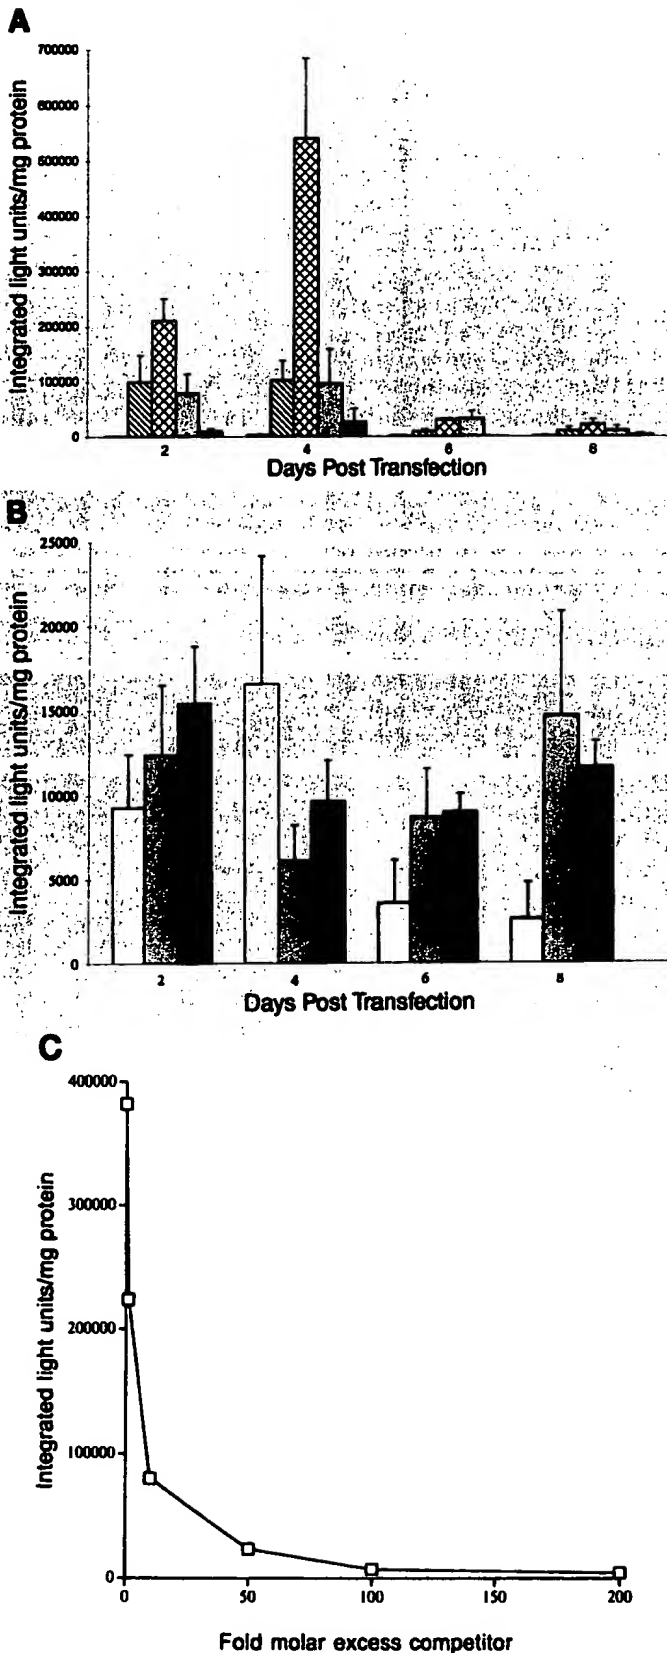 A
Integrated light units/mg protein
700000
600000
500000
400000
300000
200000
100000
0
2 4 6 8
Days Post Transfection
B
Integrated light units/mg protein
25000
20000
15000
10000
5000
0
2 4 6 8
Days Post Transfection
C
Integrated light units/mg protein
400000
300000
200000
100000
0
0 50 100 150 200
Fold molar excess competitor